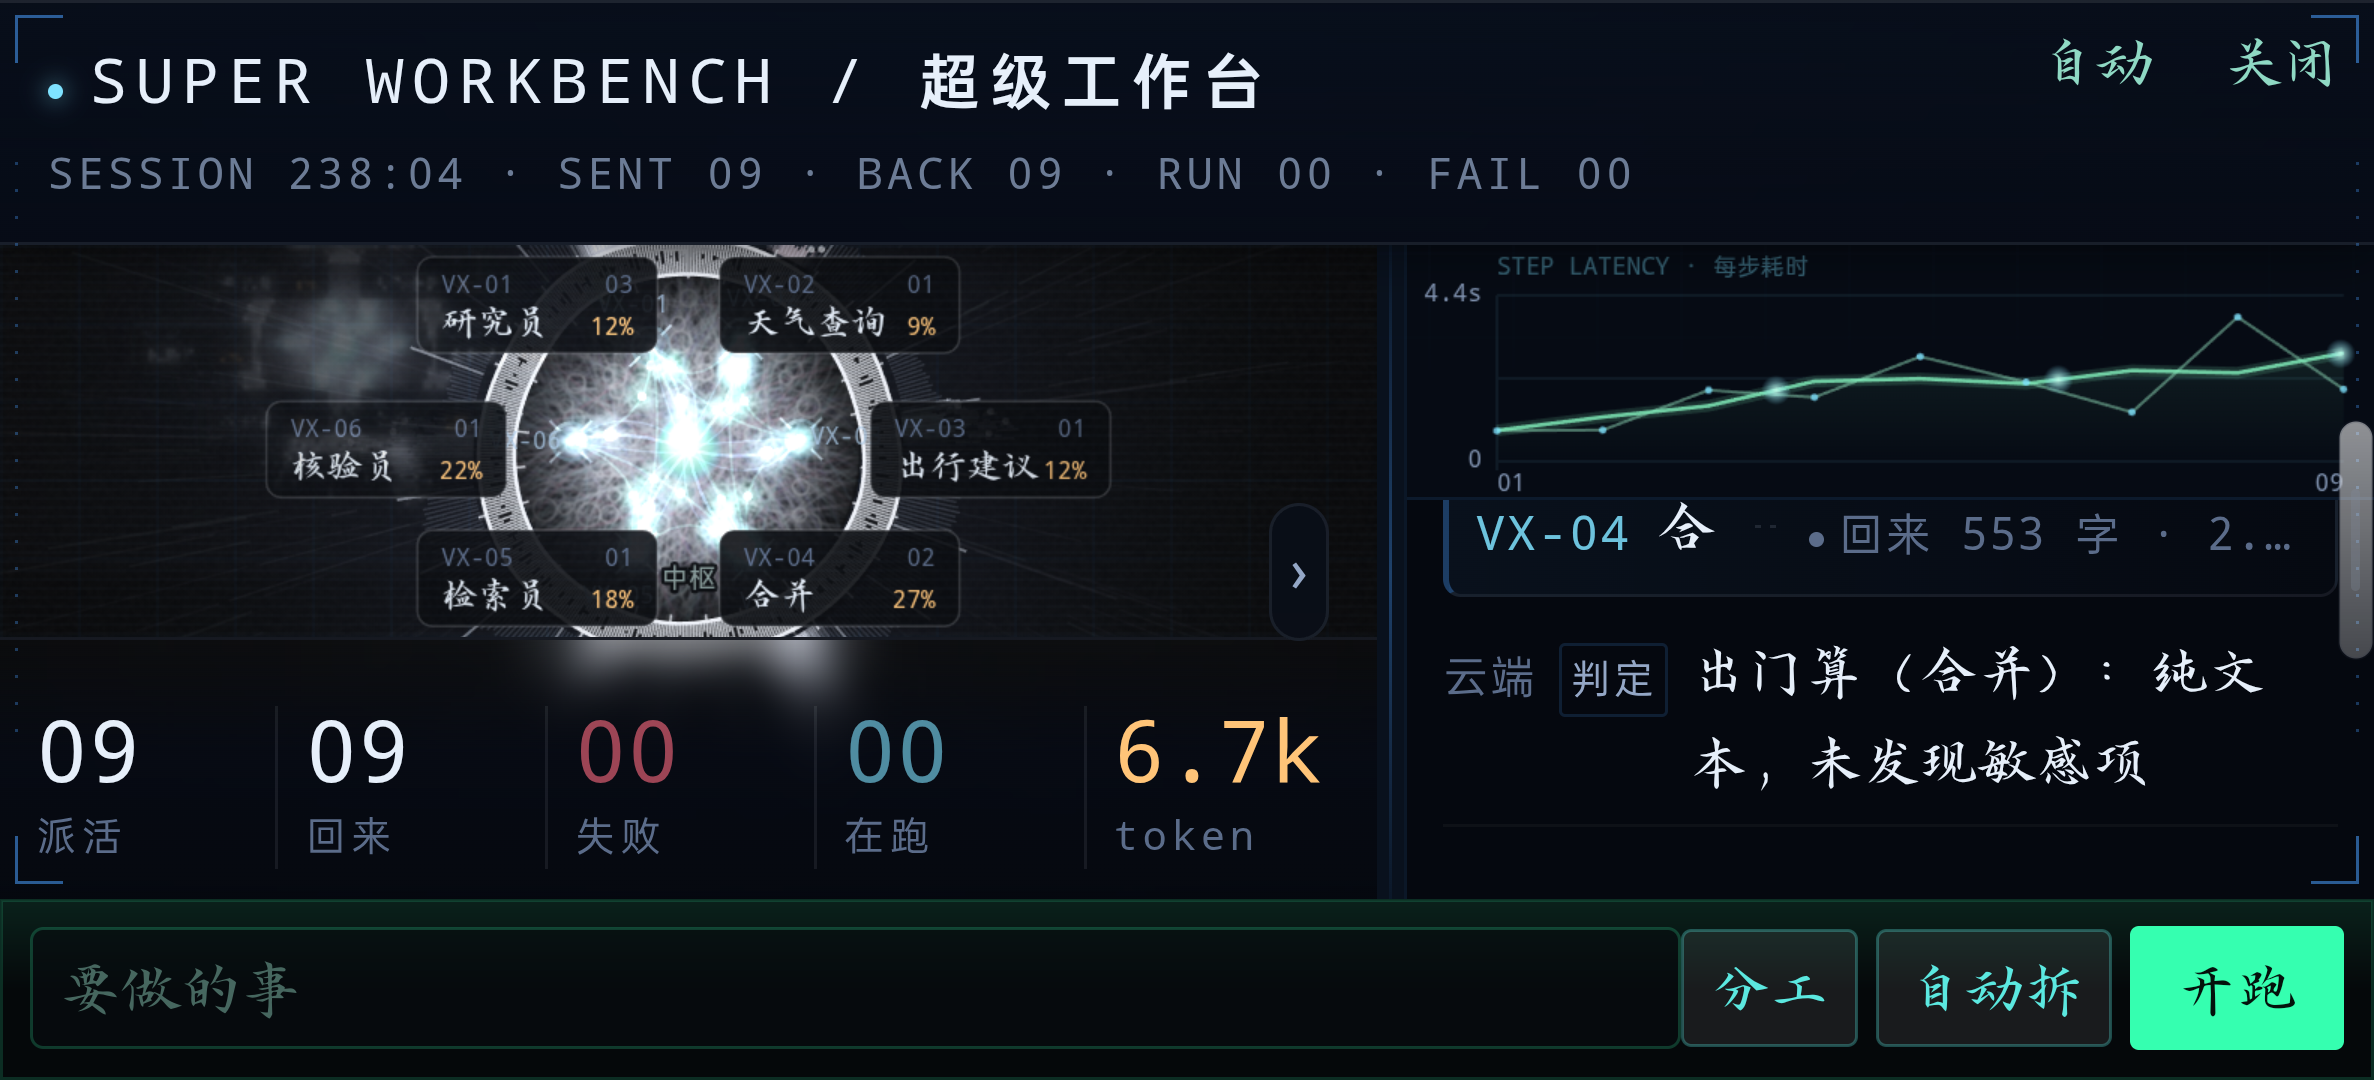 SUPER WORKBENCH / 超级工作台
自动 关闭
SESSION 238:04 · SENT 09 · BACK 09 · RUN 00 · FAIL 00
VX-01 03
研究员 12%
VX-02 01
天气查询 9%
VX-06 01
核验员 22%
VX-03 01
出行建议 12%
VX-05 01
检索员 18%
中枢
VX-04 02
合并 27%
›
09
派活
09
回来
00
失败
00
在跑
6.7k
token
STEP LATENCY · 每步耗时
4.4s
0
01 09
VX-04 合 -- 回来 553 字 · 2.…
云端 判定 出门算（合并）：纯文
本，未发现敏感项
要做的事
分工 自动拆 开跑